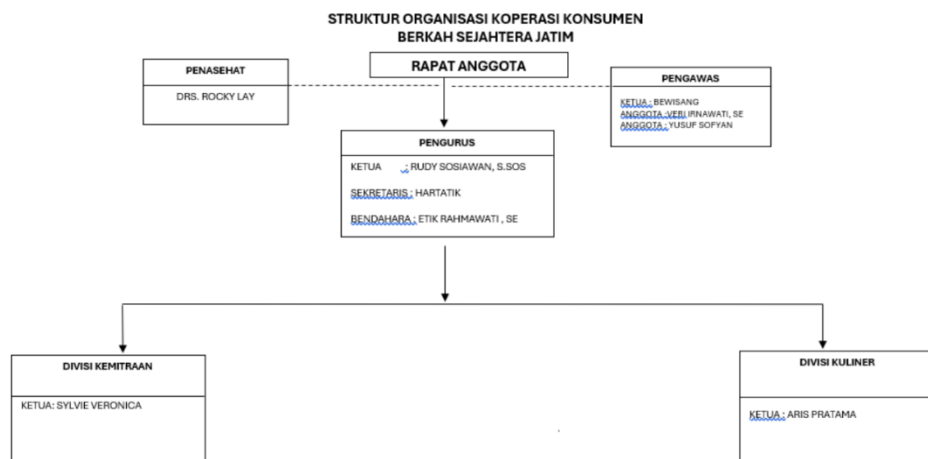 STRUKTUR ORGANISASI KOPERASI KONSUMEN
BERKAH SEJAHTERA JATIM
RAPAT ANGGOTA
PENASEHAT
DRS. ROCKY LAY
PENGAWAS
KETUA : BEWISANG
ANGGOTA :VERI IRNAWATI, SE
ANGGOTA : YUSUF SOFYAN
PENGURUS
KETUA : RUDY SOSIAWAN, S.SOS
SEKRETARIS : HARTATIK
BENDAHARA : ETIK RAHMAWATI , SE
DIVISI KEMITRAAN
KETUA: SYLVIE VERONICA
DIVISI KULINER
KETUA : ARIS PRATAMA